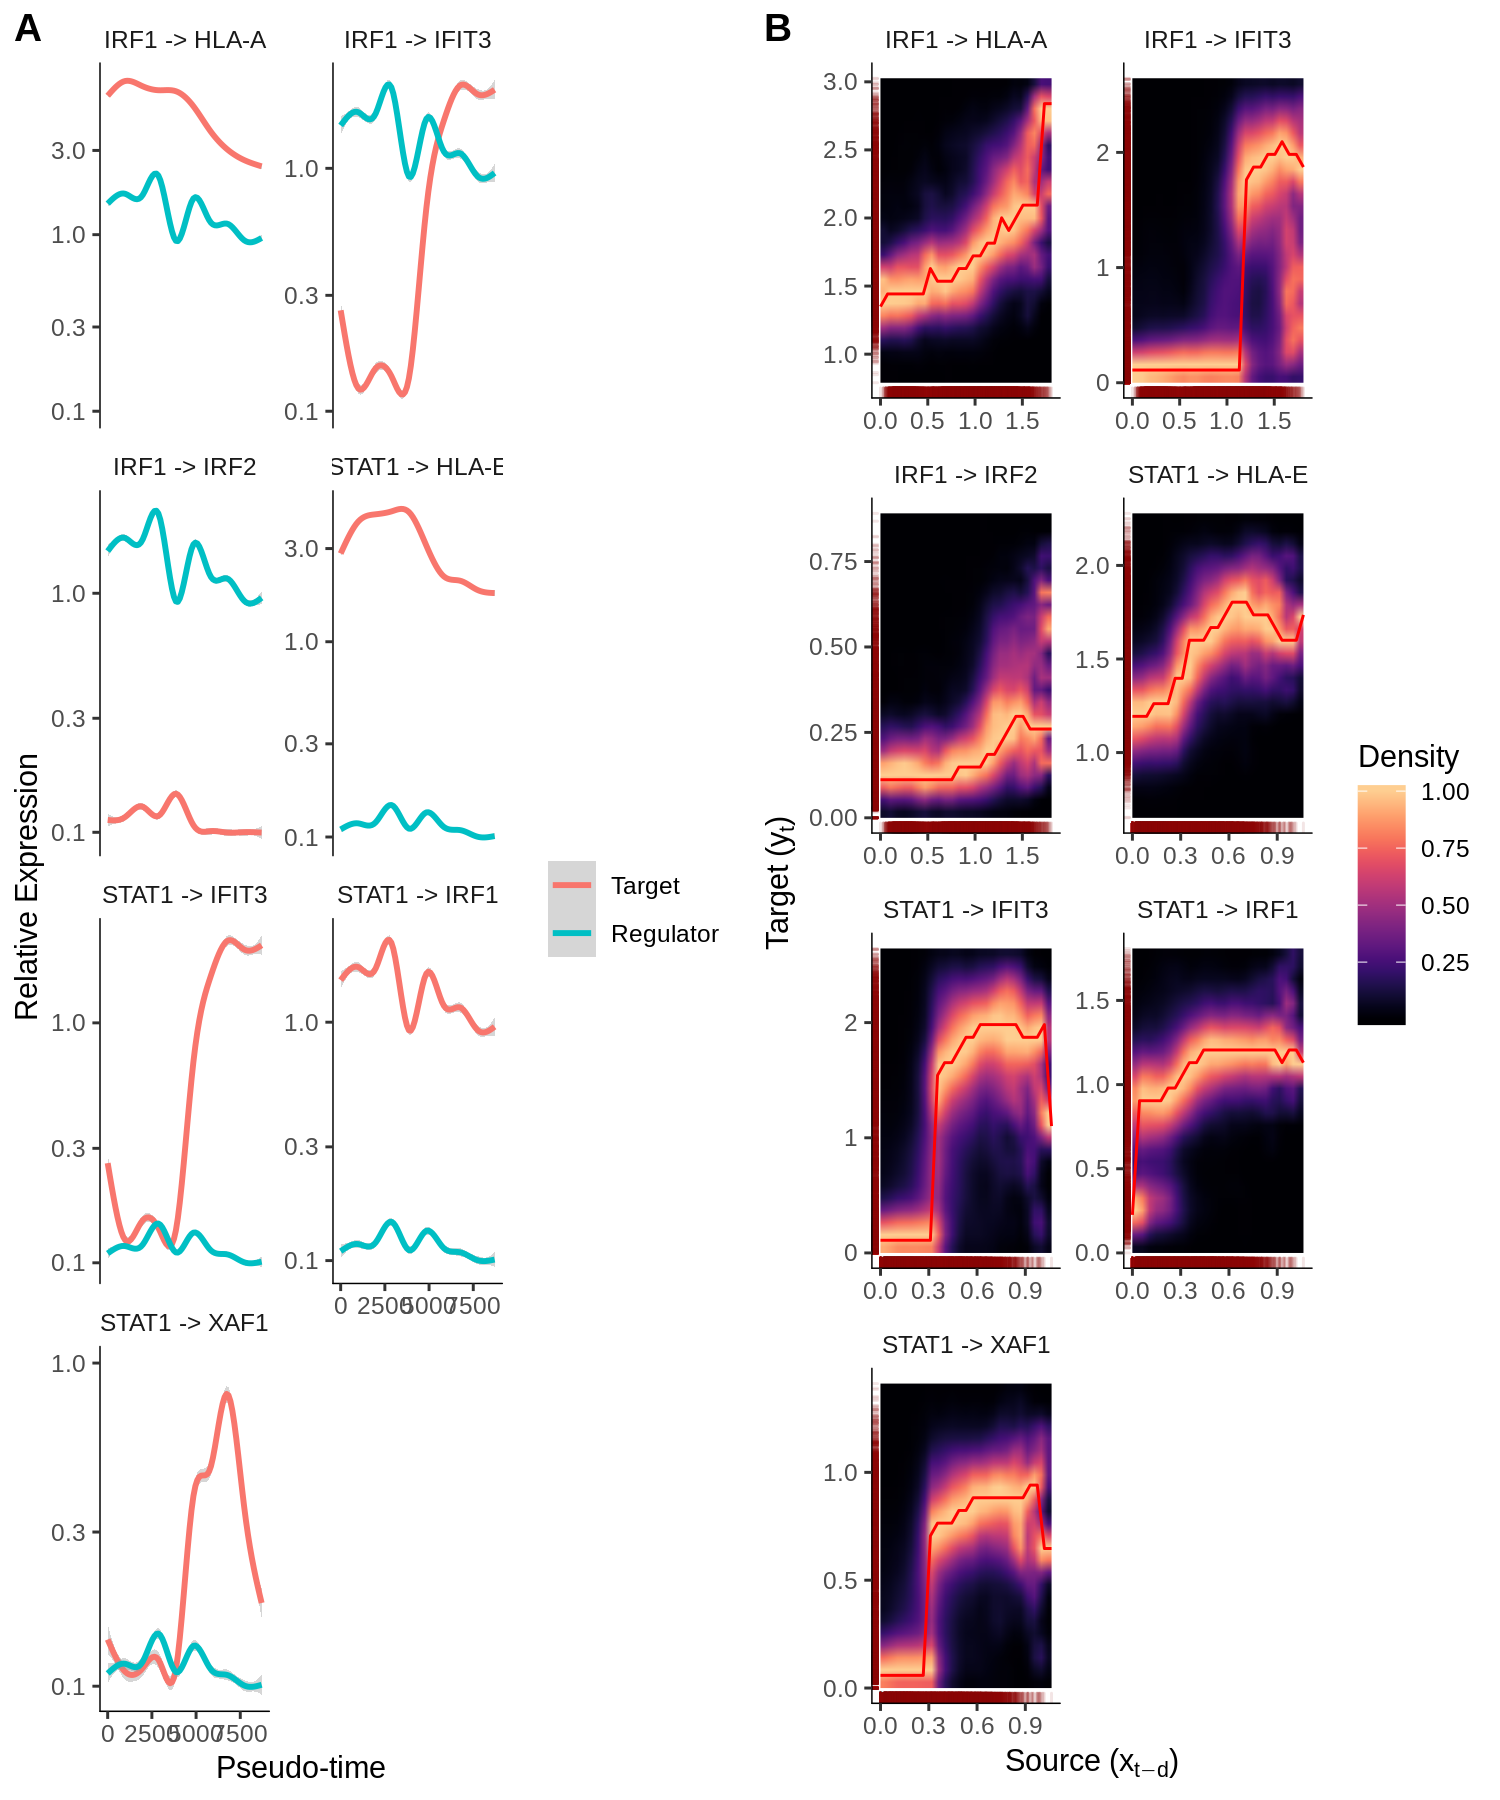 A
IRF1 -> HLA-A
IRF1 -> IFIT3
3.0
1.0
0.3
0.1
1.0
0.3
0.1
IRF1 -> IRF2
STAT1 -> HLA-E
1.0
0.3
0.1
3.0
1.0
0.3
0.1
STAT1 -> IFIT3
STAT1 -> IRF1
1.0
0.3
0.1
1.0
0.3
0.1
0 2500 5000 7500
STAT1 -> XAF1
1.0
0.3
0.1
0 2500 5000 7500
Relative Expression
Pseudo-time
Target
Regulator
B
IRF1 -> HLA-A
IRF1 -> IFIT3
3.0
2.5
2.0
1.5
1.0
0.0 0.5 1.0 1.5
2
1
0
0.0 0.5 1.0 1.5
IRF1 -> IRF2
STAT1 -> HLA-E
0.75
0.50
0.25
0.00
0.0 0.5 1.0 1.5
2.0
1.5
1.0
0.0 0.3 0.6 0.9
STAT1 -> IFIT3
STAT1 -> IRF1
2
1
0
0.0 0.3 0.6 0.9
1.5
1.0
0.5
0.0
0.0 0.3 0.6 0.9
STAT1 -> XAF1
1.0
0.5
0.0
0.0 0.3 0.6 0.9
Target (yt)
Source (xt−d)
Density
1.00
0.75
0.50
0.25